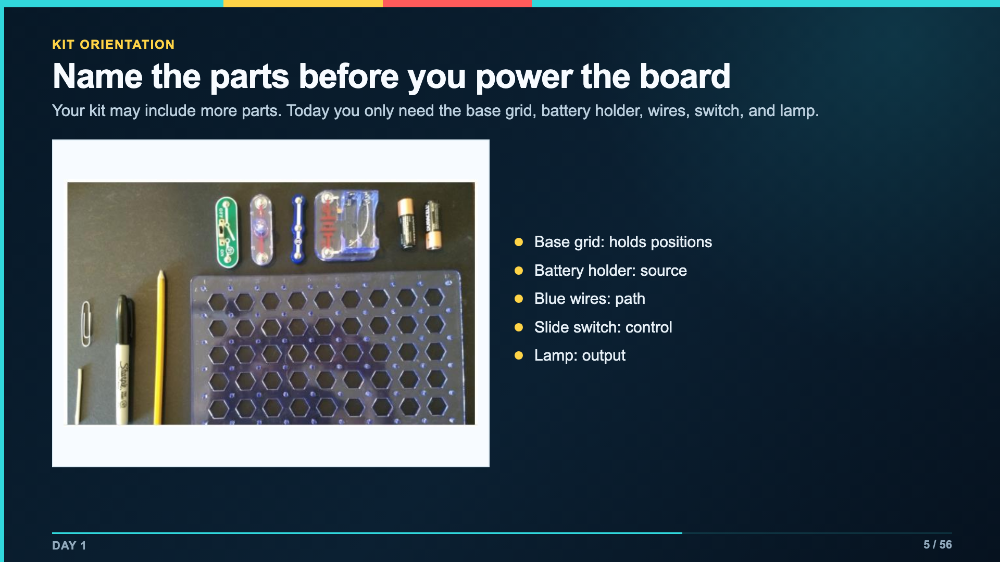 KIT ORIENTATION
Name the parts before you power the board
Your kit may include more parts. Today you only need the base grid, battery holder, wires, switch, and lamp.
OFF
ON
DURACELL
Sharpie
Base grid: holds positions
Battery holder: source
Blue wires: path
Slide switch: control
Lamp: output
DAY 1
5 / 56